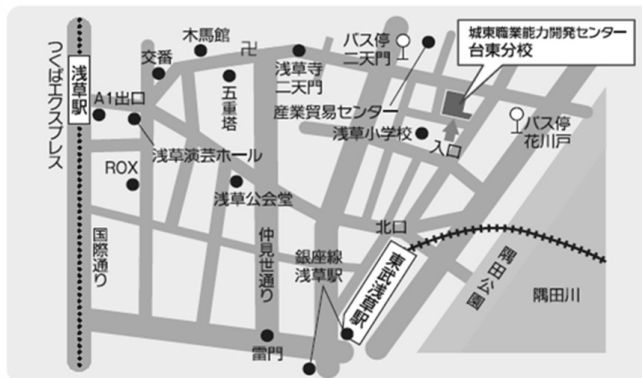 城東職業能力開発センター
台東分校
バス停
二天門
木馬館
卍
交番
浅草寺
二天門
五重塔
産業貿易センター
浅草小学校
入口
バス停
花川戸
つくばエクスプレス
浅草駅
A1出口
浅草演芸ホール
ROX
浅草公会堂
北口
国際通り
仲見世通り
銀座線
浅草駅
東武浅草駅
隅田公園
隅田川
雷門